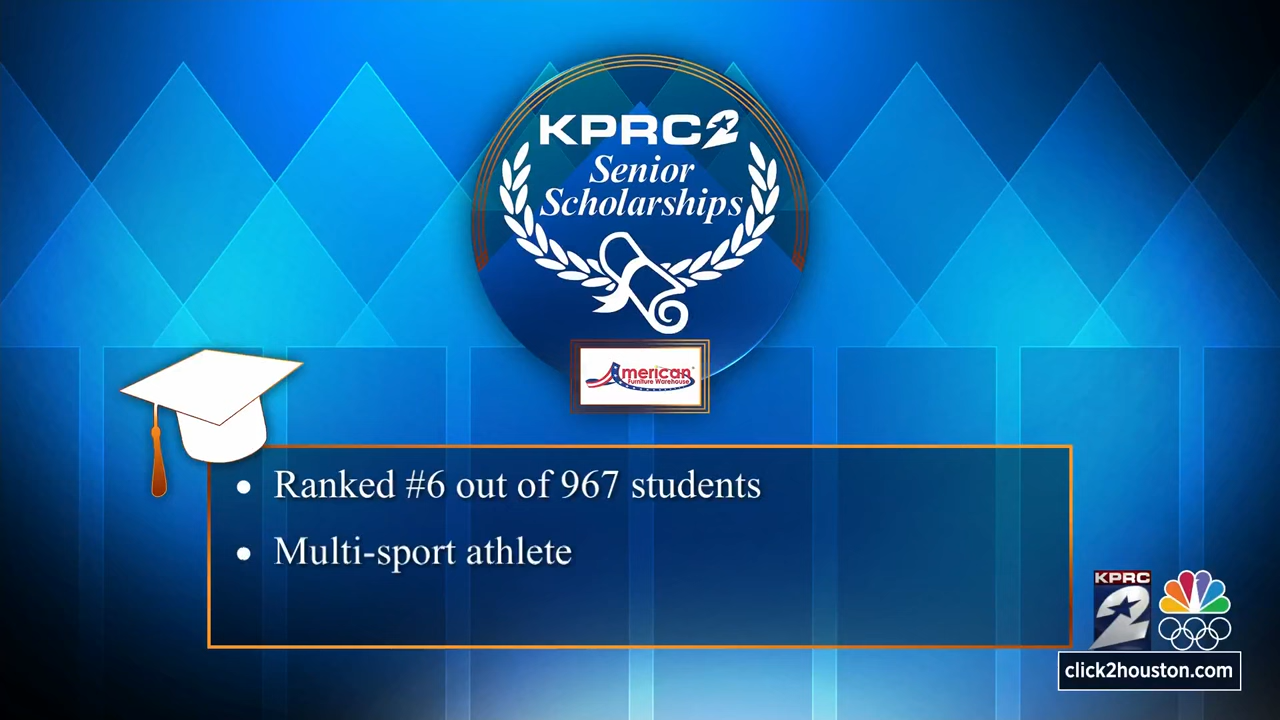 KPRC2
Senior
Scholarships
American
Furniture Warehouse
• Ranked #6 out of 967 students
• Multi-sport athlete
KPRC
2
click2houston.com